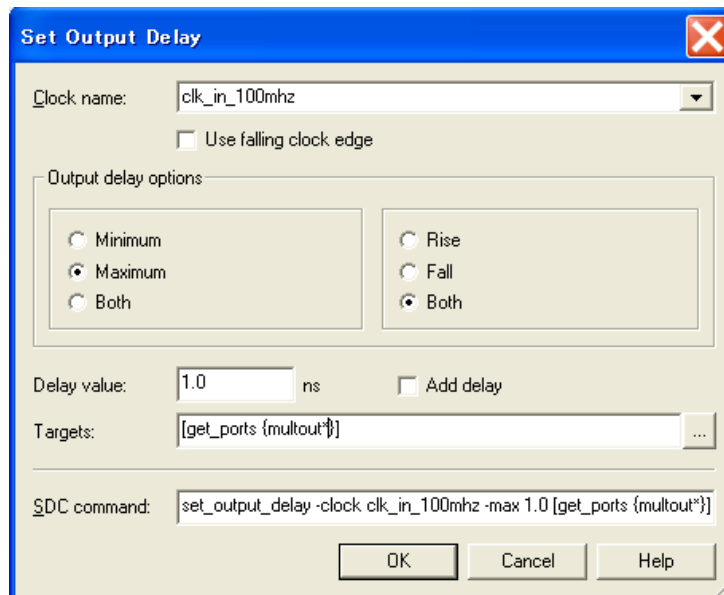 Set Output Delay
Clock name: clk_in_100mhz
Use falling clock edge
Output delay options
Minimum
Maximum
Both
Rise
Fall
Both
Delay value: 1.0 ns Add delay
Targets: [get_ports {multout*}] ...
SDC command: set_output_delay -clock clk_in_100mhz -max 1.0 [get_ports {multout*}]
OK Cancel Help